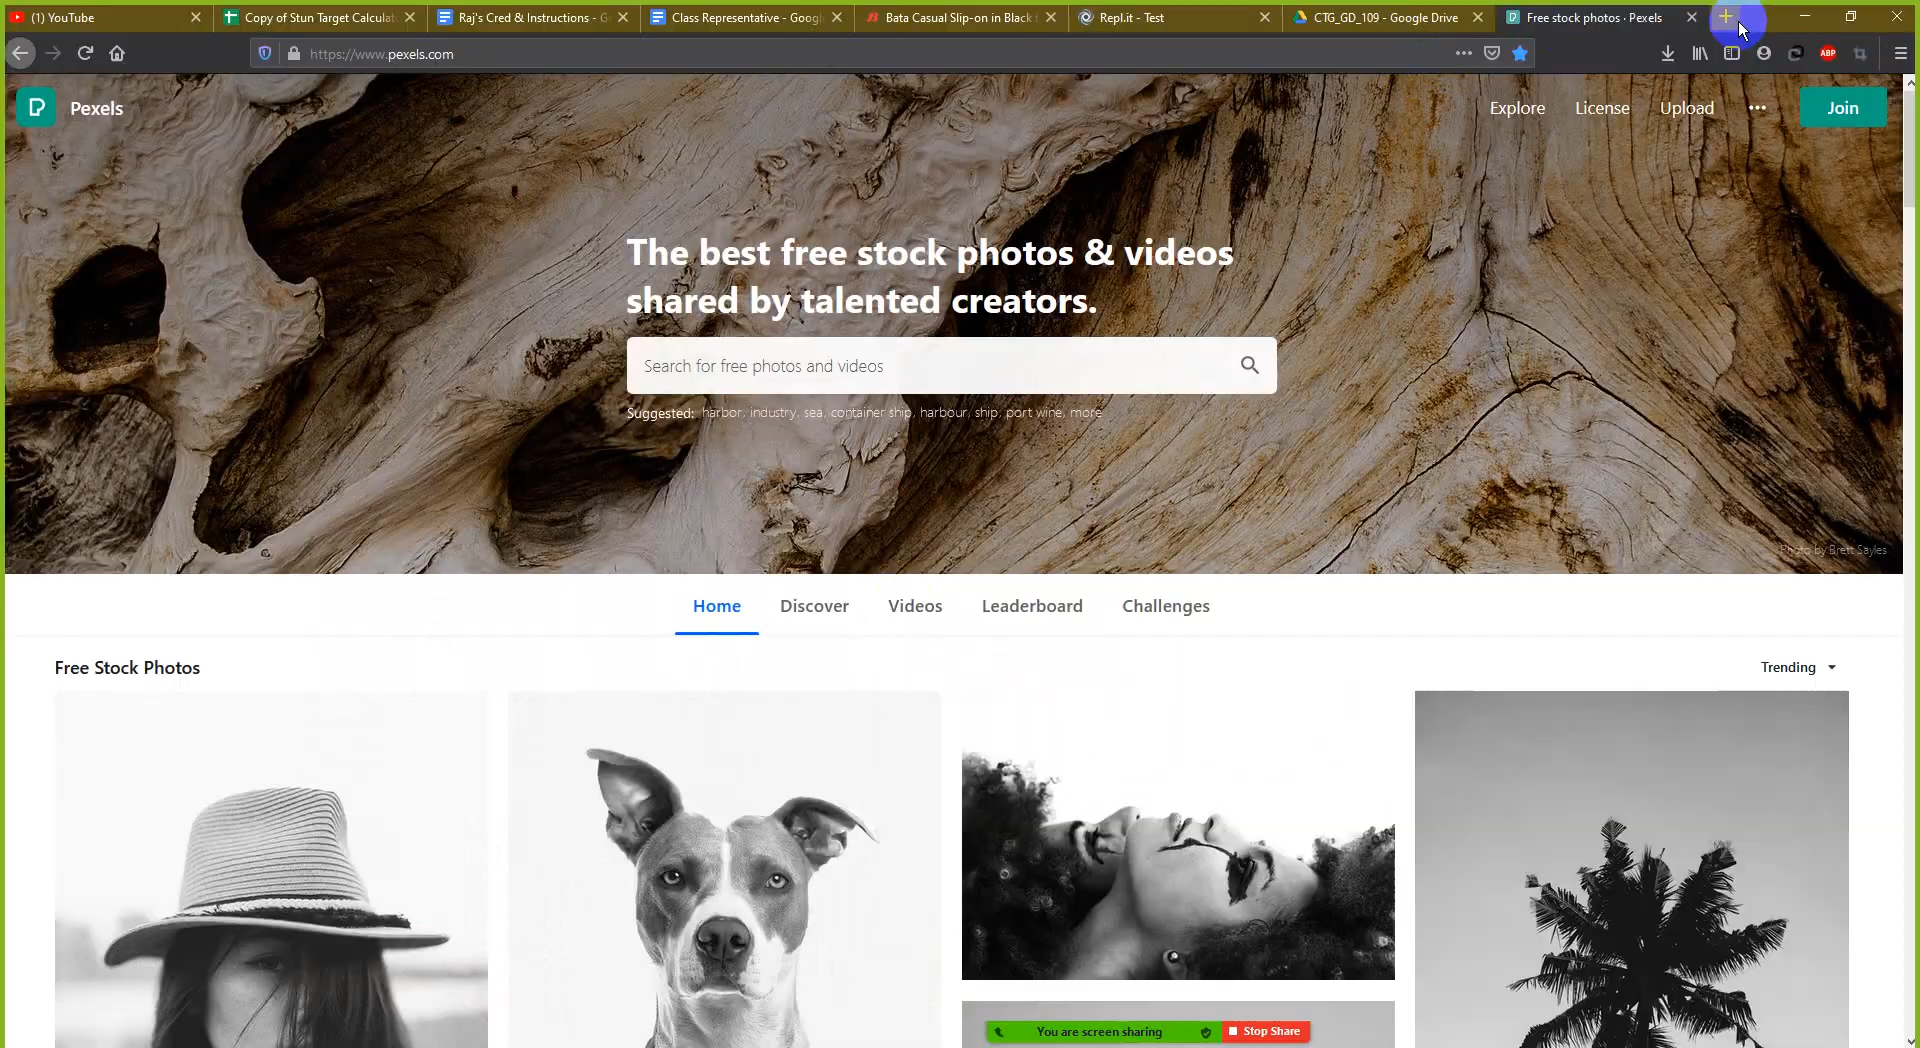 (1) YouTube
Copy of Stun Target Calculat
Raj's Cred & Instructions - G
Class Representative - Googl
Bata Casual Slip-on in Black
Repl.it - Test
CTG_GD_109 - Google Drive
Free stock photos · Pexels
https://www.pexels.com
ABP
Pexels
Explore
License
Upload
Join
The best free stock photos & videos
shared by talented creators.
Search for free photos and videos
Suggested: harbor, industry, sea, container ship, harbour, ship, port wine, more
Photo by Brett Sayles
Home
Discover
Videos
Leaderboard
Challenges
Free Stock Photos
Trending
You are screen sharing
Stop Share